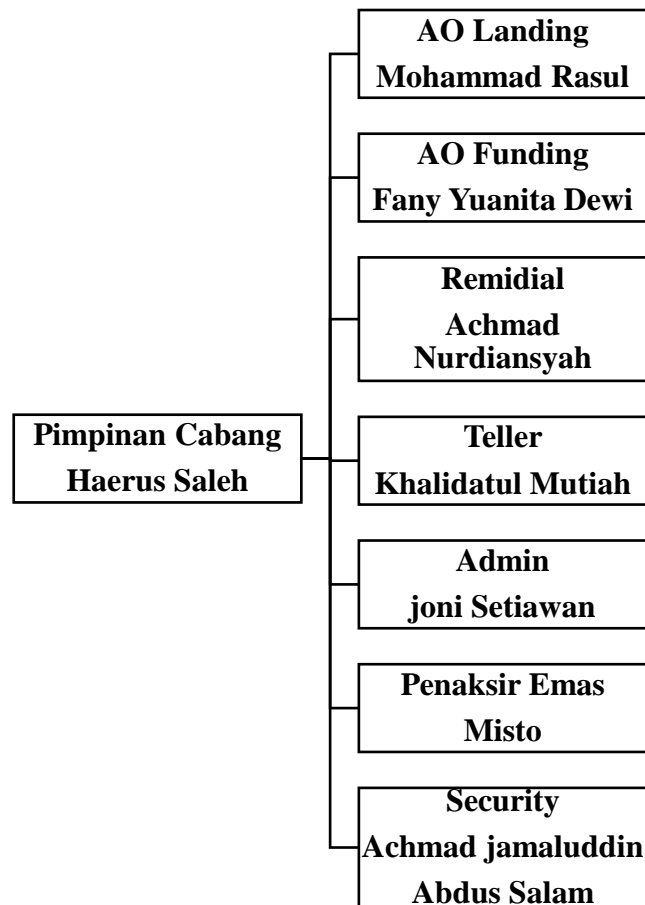 AO Landing
Mohammad Rasul
AO Funding
Fany Yuanita Dewi
Remidial
Achmad
Nurdiansyah
Pimpinan Cabang
Haerus Saleh
Teller
Khalidatul Mutiah
Admin
joni Setiawan
Penaksir Emas
Misto
Security
Achmad jamaluddin
Abdus Salam